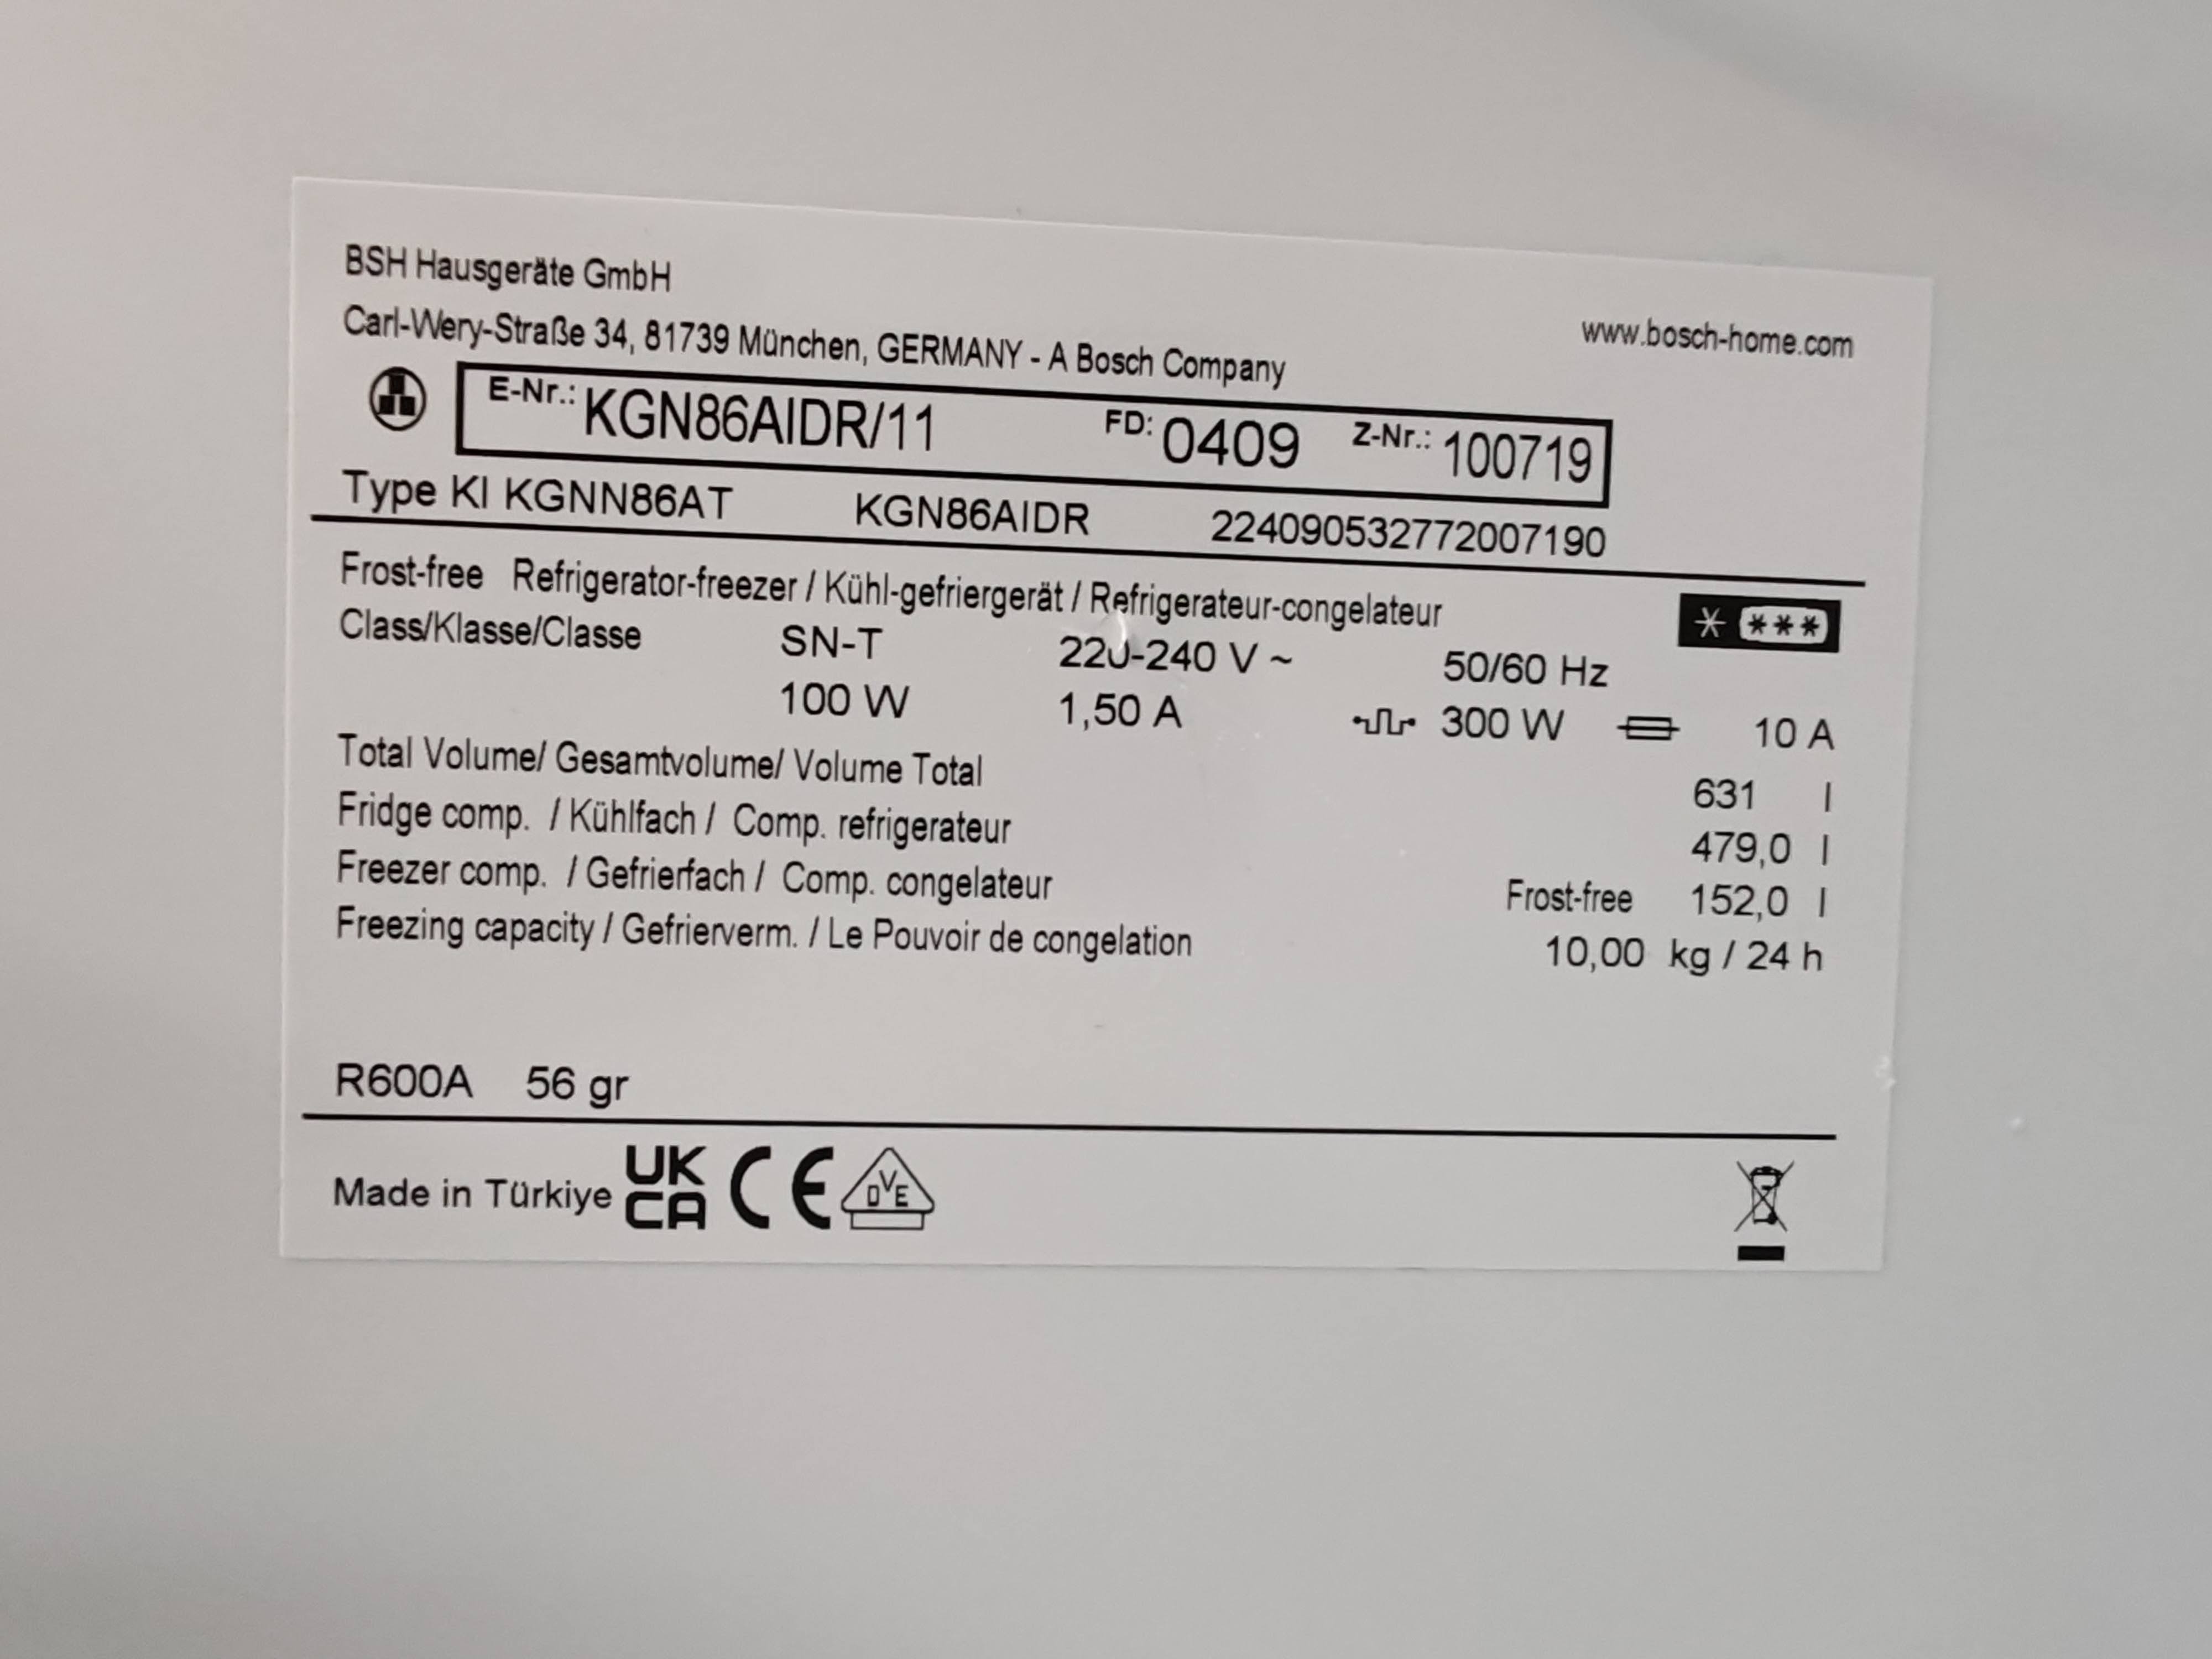 BSH Hausgeräte GmbH
Carl-Wery-Straße 34, 81739 München, GERMANY - A Bosch Company
www.bosch-home.com
E-Nr.: KGN86AIDR/11 FD: 0409 Z-Nr.: 100719
Type KI KGNN86AT KGN86AIDR 224090532772007190
Frost-free Refrigerator-freezer / Kühl-gefriergerät / Refrigerateur-congelateur
Class/Klasse/Classe SN-T 220-240 V ~ 50/60 Hz
100 W 1,50 A 300 W 10 A
Total Volume/ Gesamtvolume/ Volume Total 631 l
Fridge comp. / Kühlfach / Comp. refrigerateur 479,0 l
Freezer comp. / Gefrierfach / Comp. congelateur Frost-free 152,0 l
Freezing capacity / Gefrierverm. / Le Pouvoir de congelation 10,00 kg / 24 h
R600A 56 gr
Made in Türkiye UK CA CE DVE